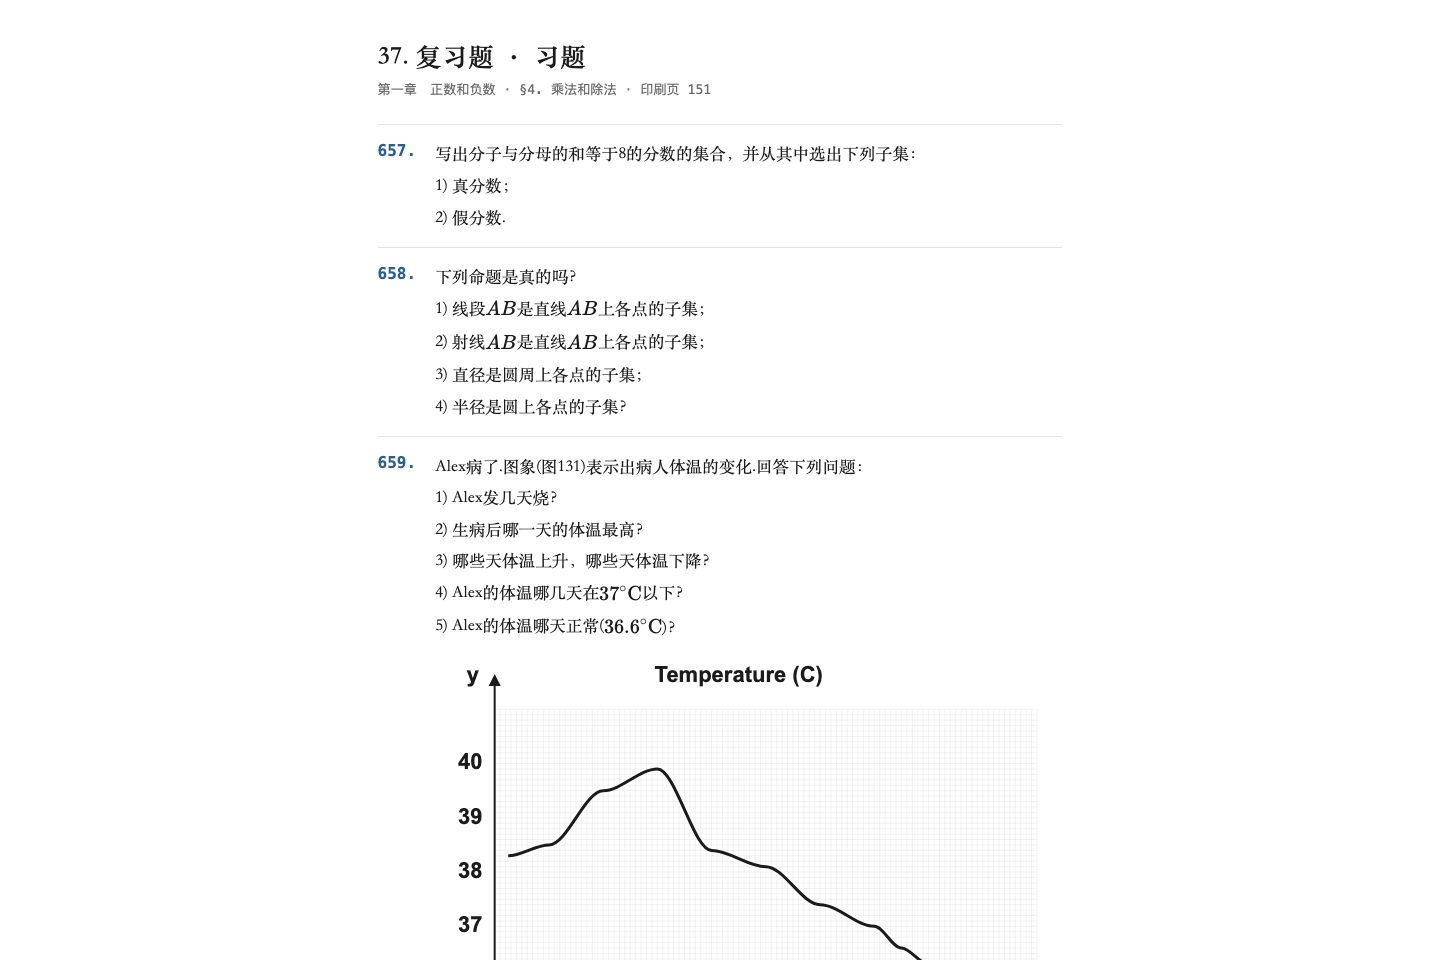 37. 复习题 · 习题
第一章 正数和负数 · §4. 乘法和除法 · 印刷页 151
657. 写出分子与分母的和等于8的分数的集合，并从其中选出下列子集：
1) 真分数；
2) 假分数.
658. 下列命题是真的吗？
1) 线段AB是直线AB上各点的子集；
2) 射线AB是直线AB上各点的子集；
3) 直径是圆周上各点的子集；
4) 半径是圆上各点的子集？
659. Alex病了.图象(图131)表示出病人体温的变化.回答下列问题：
1) Alex发几天烧？
2) 生病后哪一天的体温最高？
3) 哪些天体温上升，哪些天体温下降？
4) Alex的体温哪几天在37°C以下？
5) Alex的体温哪天正常(36.6°C)？
y Temperature (C)
40
39
38
37